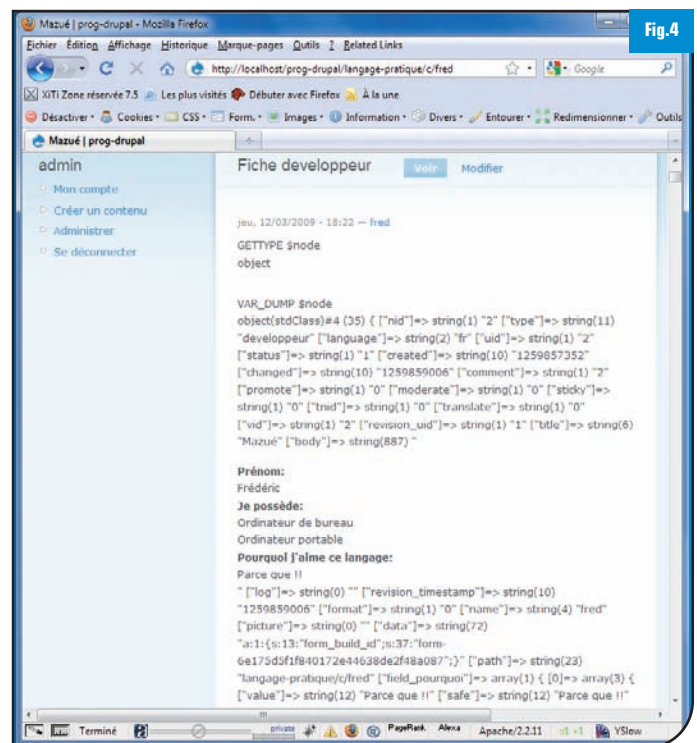 Fig.4
Mazué | prog-drupal - Mozilla Firefox
Fichier Édition Affichage Historique Marque-pages Outils ? Related Links
http://localhost/prog-drupal/langage-pratique/c/fred Google
XiTi Zone réservée 7.5 Les plus visités Débuter avec Firefox À la une
Désactiver Cookies CSS Form. Images Information Divers Entourer Redimensionner Outils
Mazué | prog-drupal
admin
Mon compte
Créer un contenu
Administrer
Se déconnecter
Fiche developpeur Voir Modifier
jeu, 12/03/2009 - 18:22 — fred
GETTYPE $node
object
VAR_DUMP $node
object(stdClass)#4 (35) { ["nid"]=> string(1) "2" ["type"]=> string(11)
"developpeur" ["language"]=> string(2) "fr" ["uid"]=> string(1) "2"
["status"]=> string(1) "1" ["created"]=> string(10) "1259857352"
["changed"]=> string(10) "1259859006" ["comment"]=> string(1) "2"
["promote"]=> string(1) "0" ["moderate"]=> string(1) "0" ["sticky"]=>
string(1) "0" ["tnid"]=> string(1) "0" ["translate"]=> string(1) "0"
["vid"]=> string(1) "2" ["revision_uid"]=> string(1) "1" ["title"]=> string(6)
"Mazué" ["body"]=> string(887) "
Prénom:
Frédéric
Je possède:
Ordinateur de bureau
Ordinateur portable
Pourquoi j'aime ce langage:
Parce que !!
" ["log"]=> string(0) "" ["revision_timestamp"]=> string(10)
"1259859006" ["format"]=> string(1) "0" ["name"]=> string(4) "fred"
["picture"]=> string(0) "" ["data"]=> string(72)
"a:1:{s:13:"form_build_id";s:37:"form-
6e175d5f1f840172e44638de2f48a087";}" ["path"]=> string(23)
"langage-pratique/c/fred" ["field_pourquoi"]=> array(1) { [0]=> array(3) {
["value"]=> string(12) "Parce que !!" ["safe"]=> string(12) "Parce que !!"
Terminé private PageRank Alexa Apache/2.2.11 YSlow